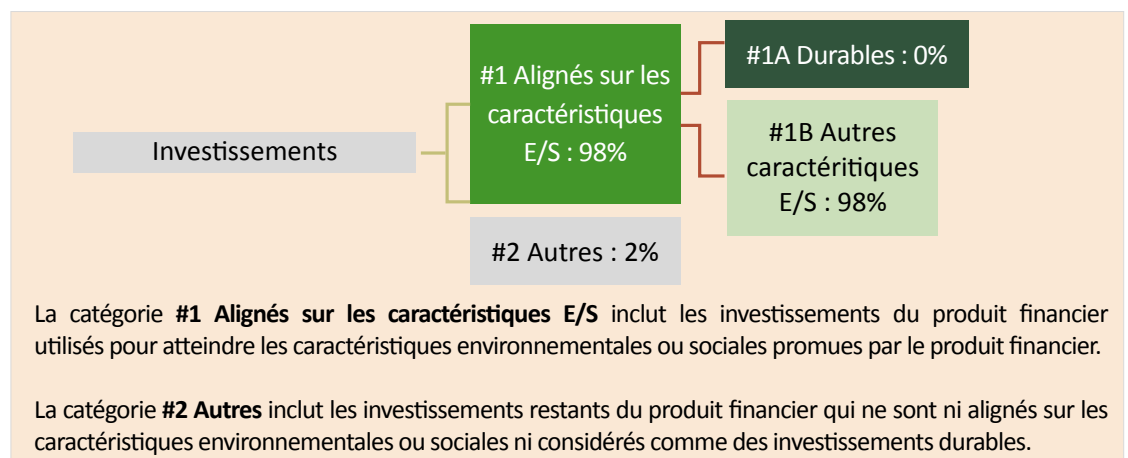 Investissements
#1 Alignés sur les
caractéristiques
E/S : 98%
#2 Autres : 2%
#1A Durables : 0%
#1B Autres
caractéritiques
E/S : 98%
La catégorie #1 Alignés sur les caractéristiques E/S inclut les investissements du produit financier
utilisés pour atteindre les caractéristiques environnementales ou sociales promues par le produit financier.
La catégorie #2 Autres inclut les investissements restants du produit financier qui ne sont ni alignés sur les
caractéristiques environnementales ou sociales ni considérés comme des investissements durables.